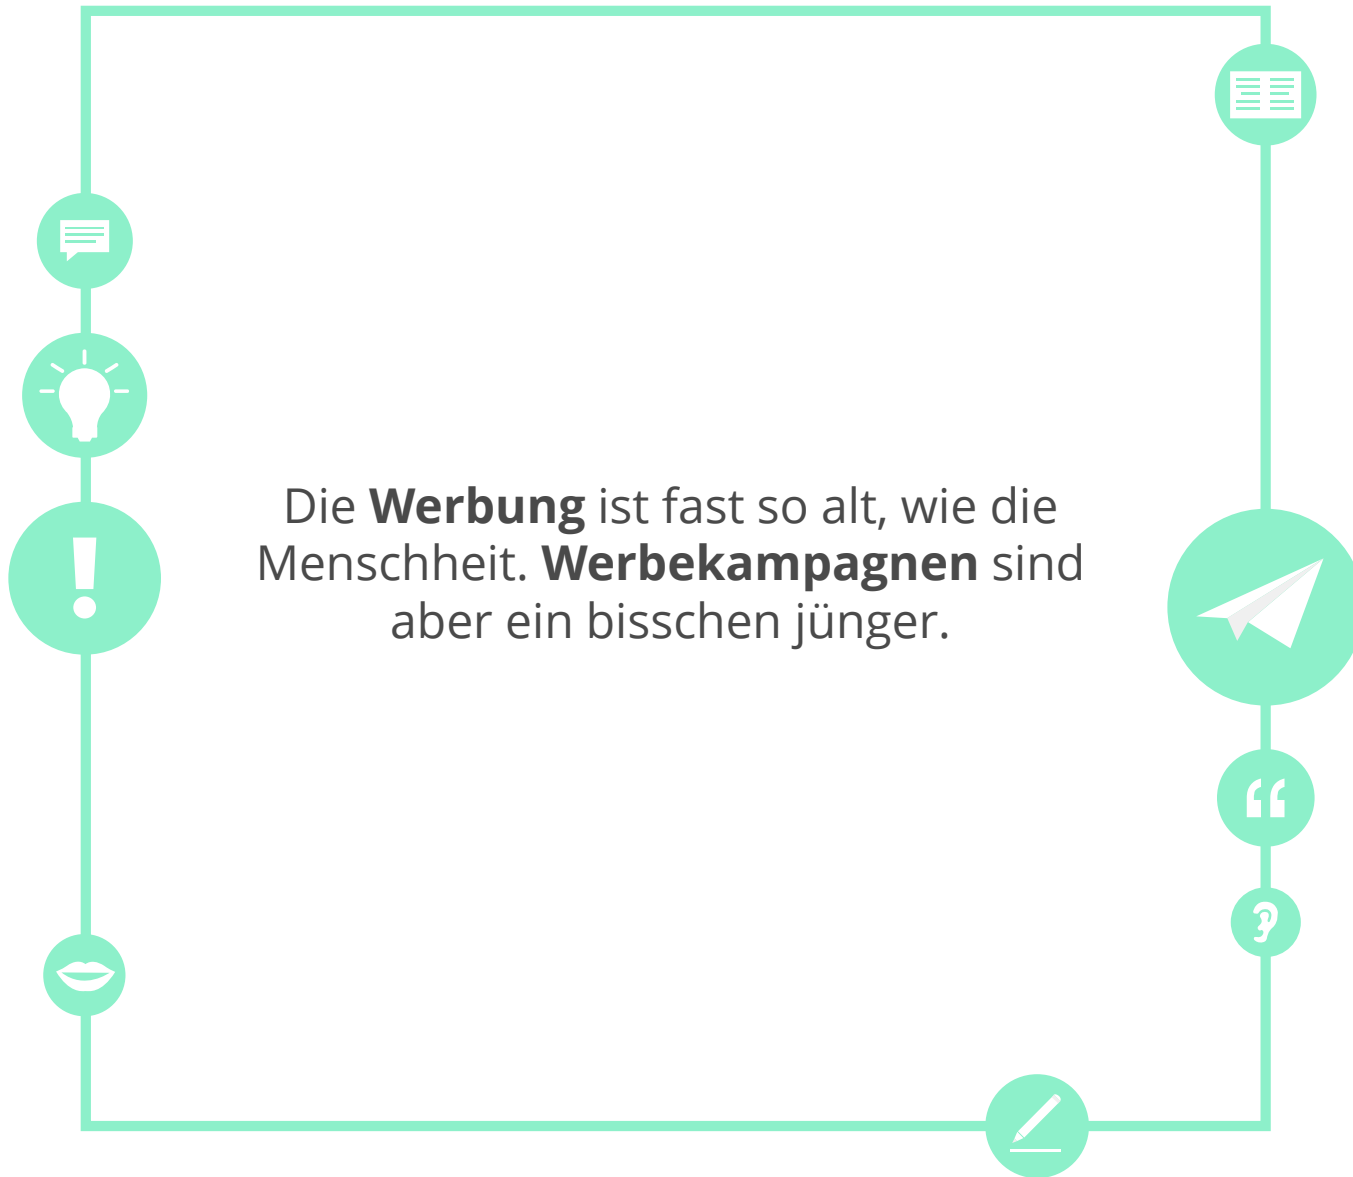 Die Werbung ist fast so alt, wie die
Menschheit. Werbekampagnen sind
aber ein bisschen jünger.